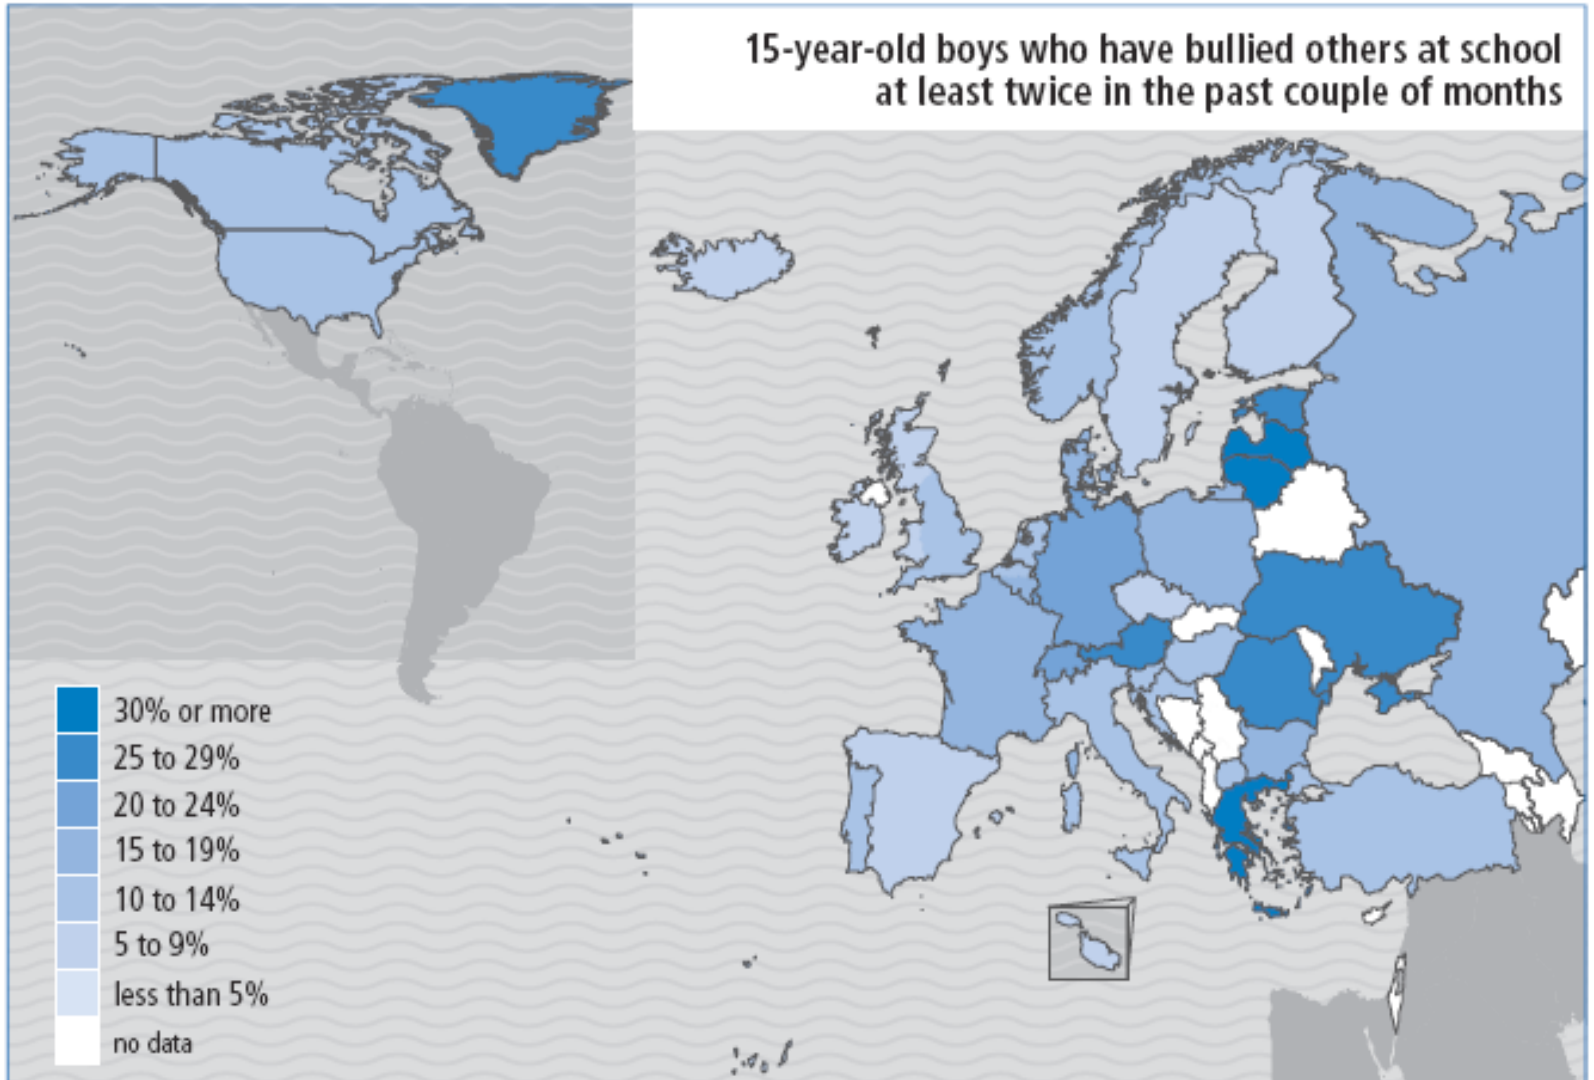 15-year-old boys who have bullied others at school
at least twice in the past couple of months
30% or more
25 to 29%
20 to 24%
15 to 19%
10 to 14%
5 to 9%
less than 5%
no data